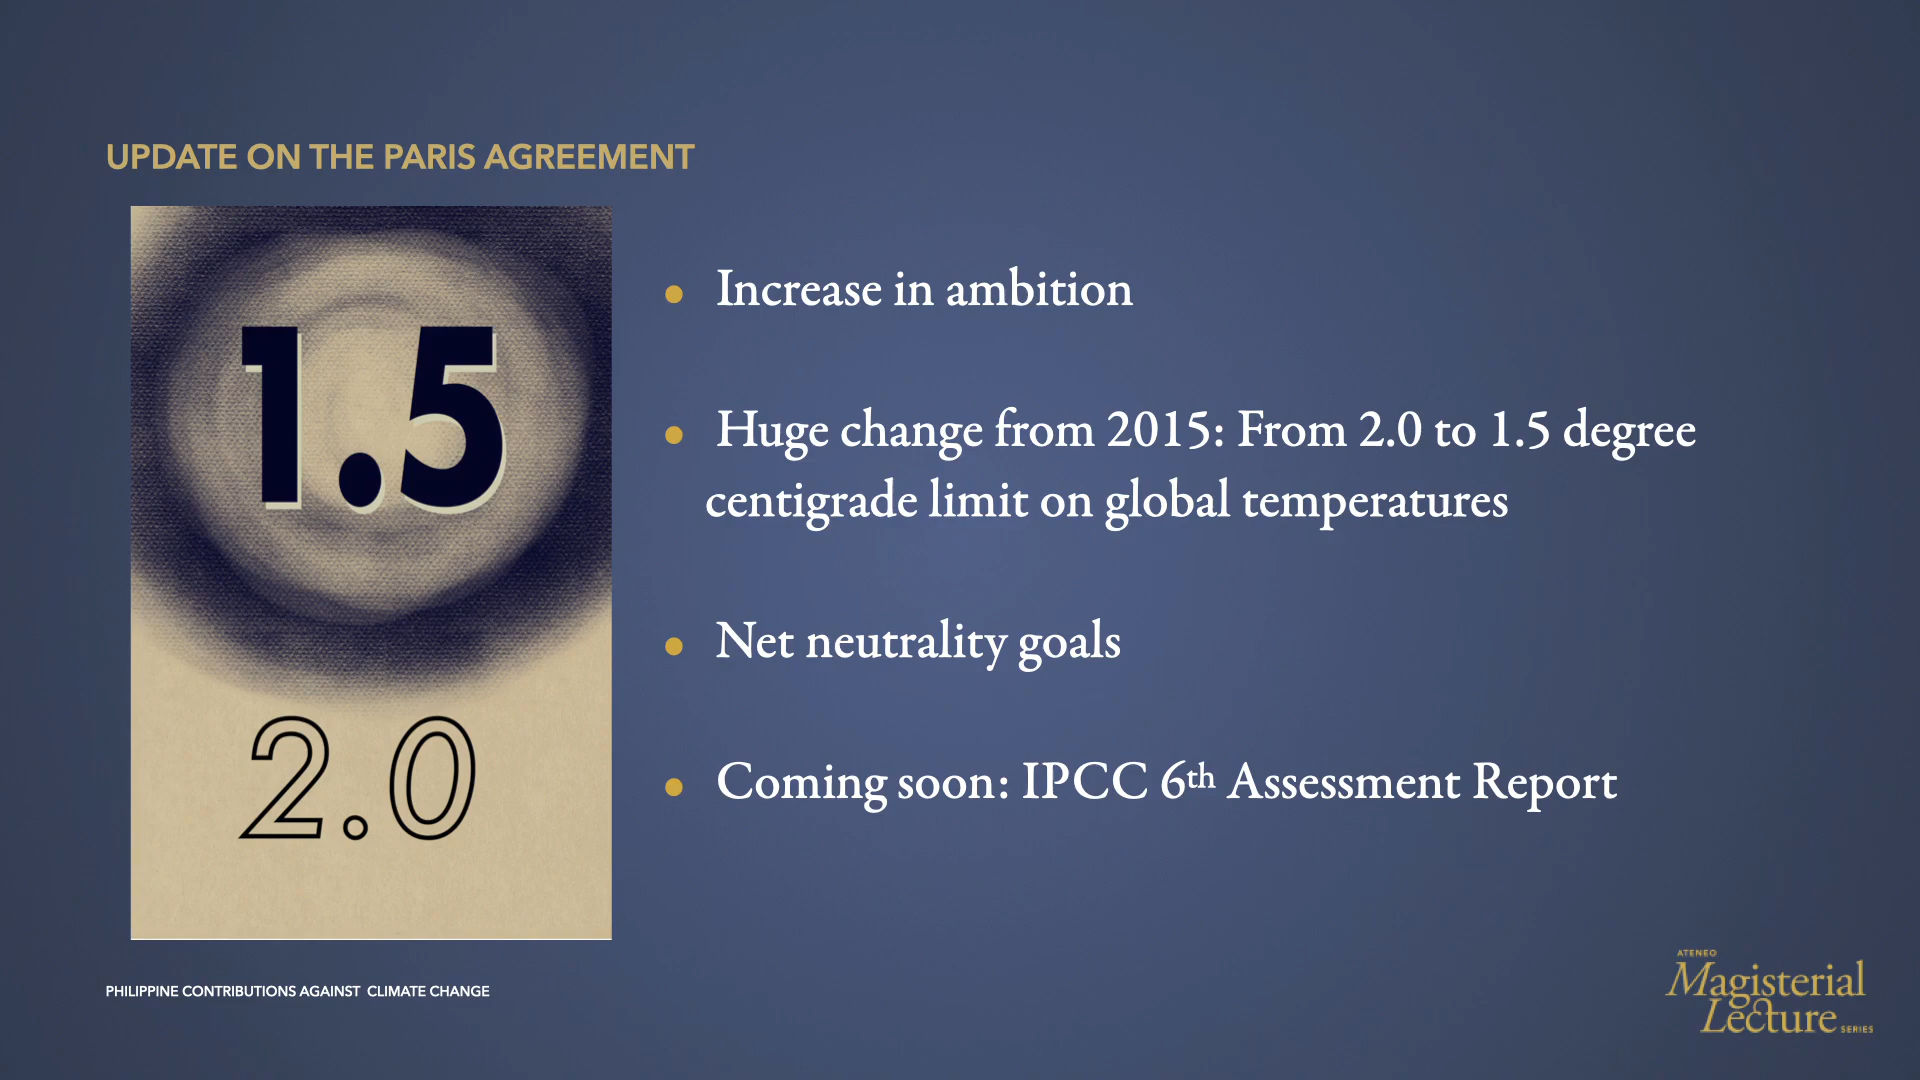 UPDATE ON THE PARIS AGREEMENT
1.5
2.0
• Increase in ambition
• Huge change from 2015: From 2.0 to 1.5 degree
centigrade limit on global temperatures
• Net neutrality goals
• Coming soon: IPCC 6th Assessment Report
PHILIPPINE CONTRIBUTIONS AGAINST CLIMATE CHANGE
ATENEO
Magisterial
Lecture SERIES